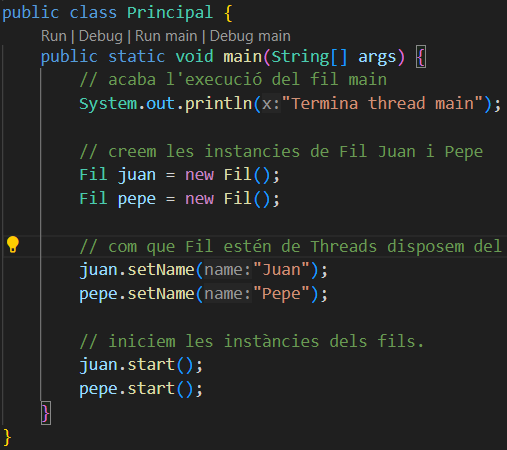 public class Principal {
Run | Debug | Run main | Debug main
public static void main(String[] args) {
// acaba l'execució del fil main
System.out.println(x:"Termina thread main");
// creem les instancies de Fil Juan i Pepe
Fil juan = new Fil();
Fil pepe = new Fil();
// com que Fil estén de Threads disposem del
juan.setName(name:"Juan");
pepe.setName(name:"Pepe");
// iniciem les instàncies dels fils.
juan.start();
pepe.start();
}
}